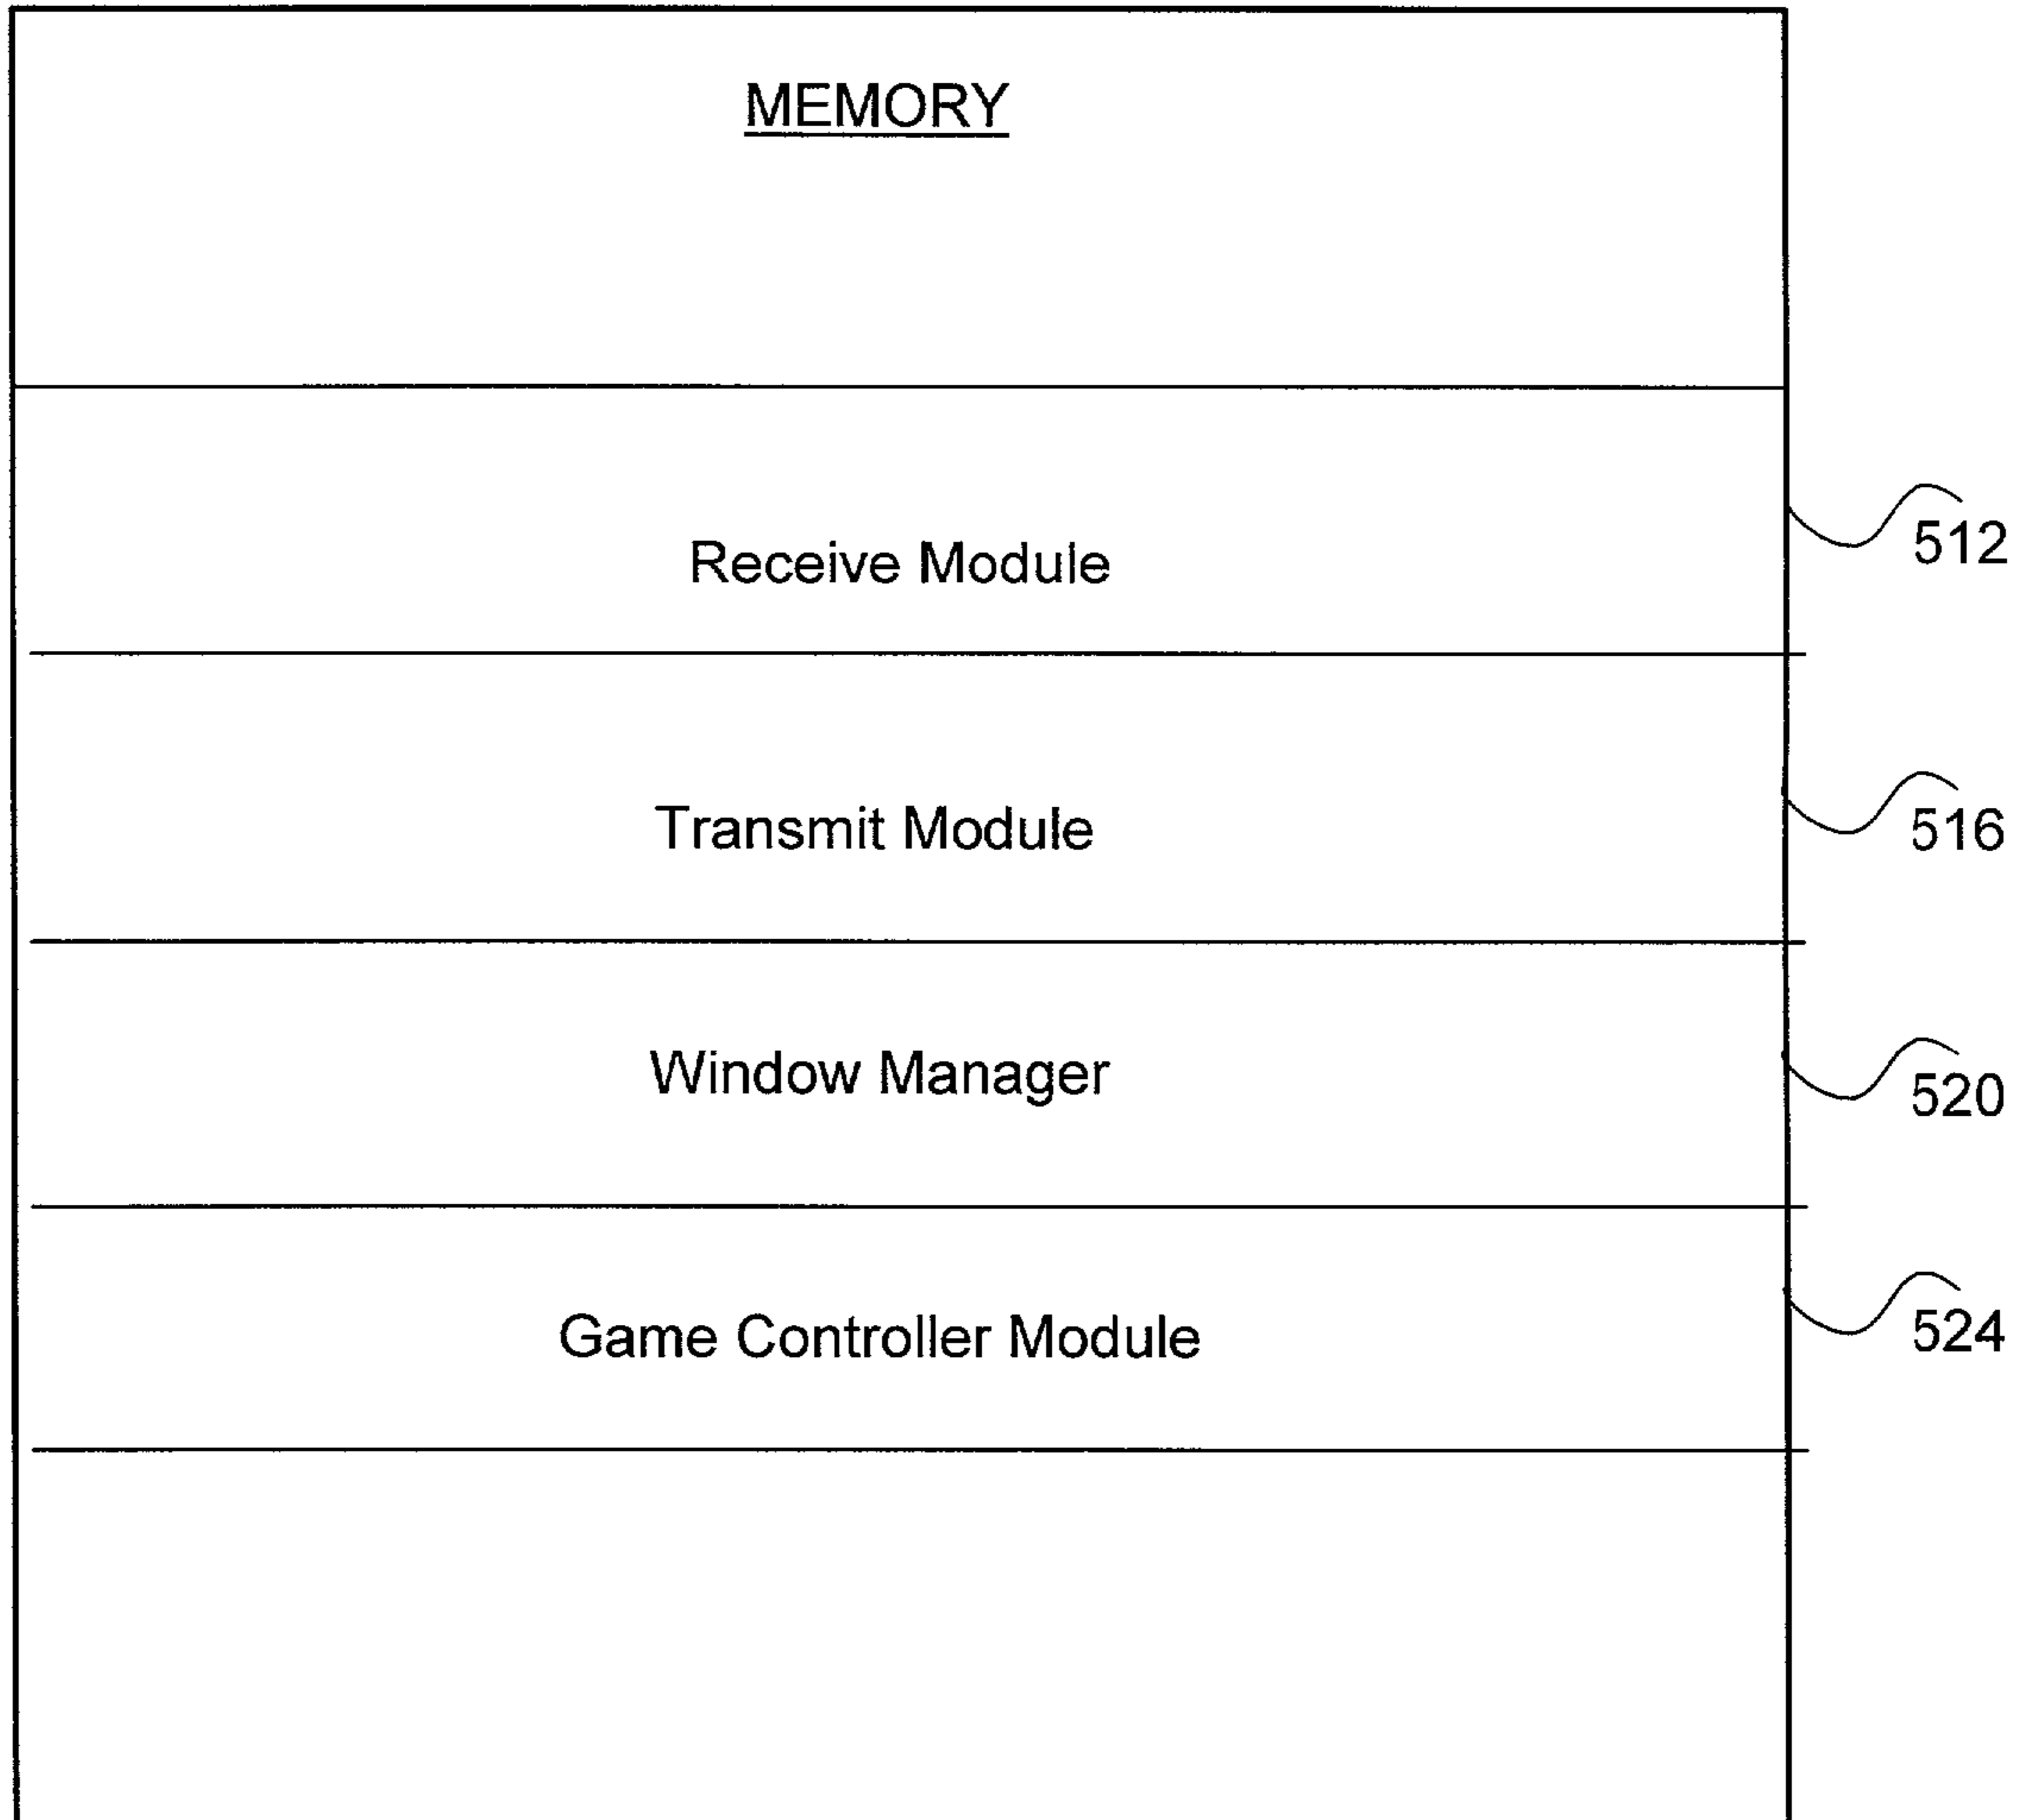 MEMORY
Receive Module
512
Transmit Module
516
Window Manager
520
Game Controller Module
524